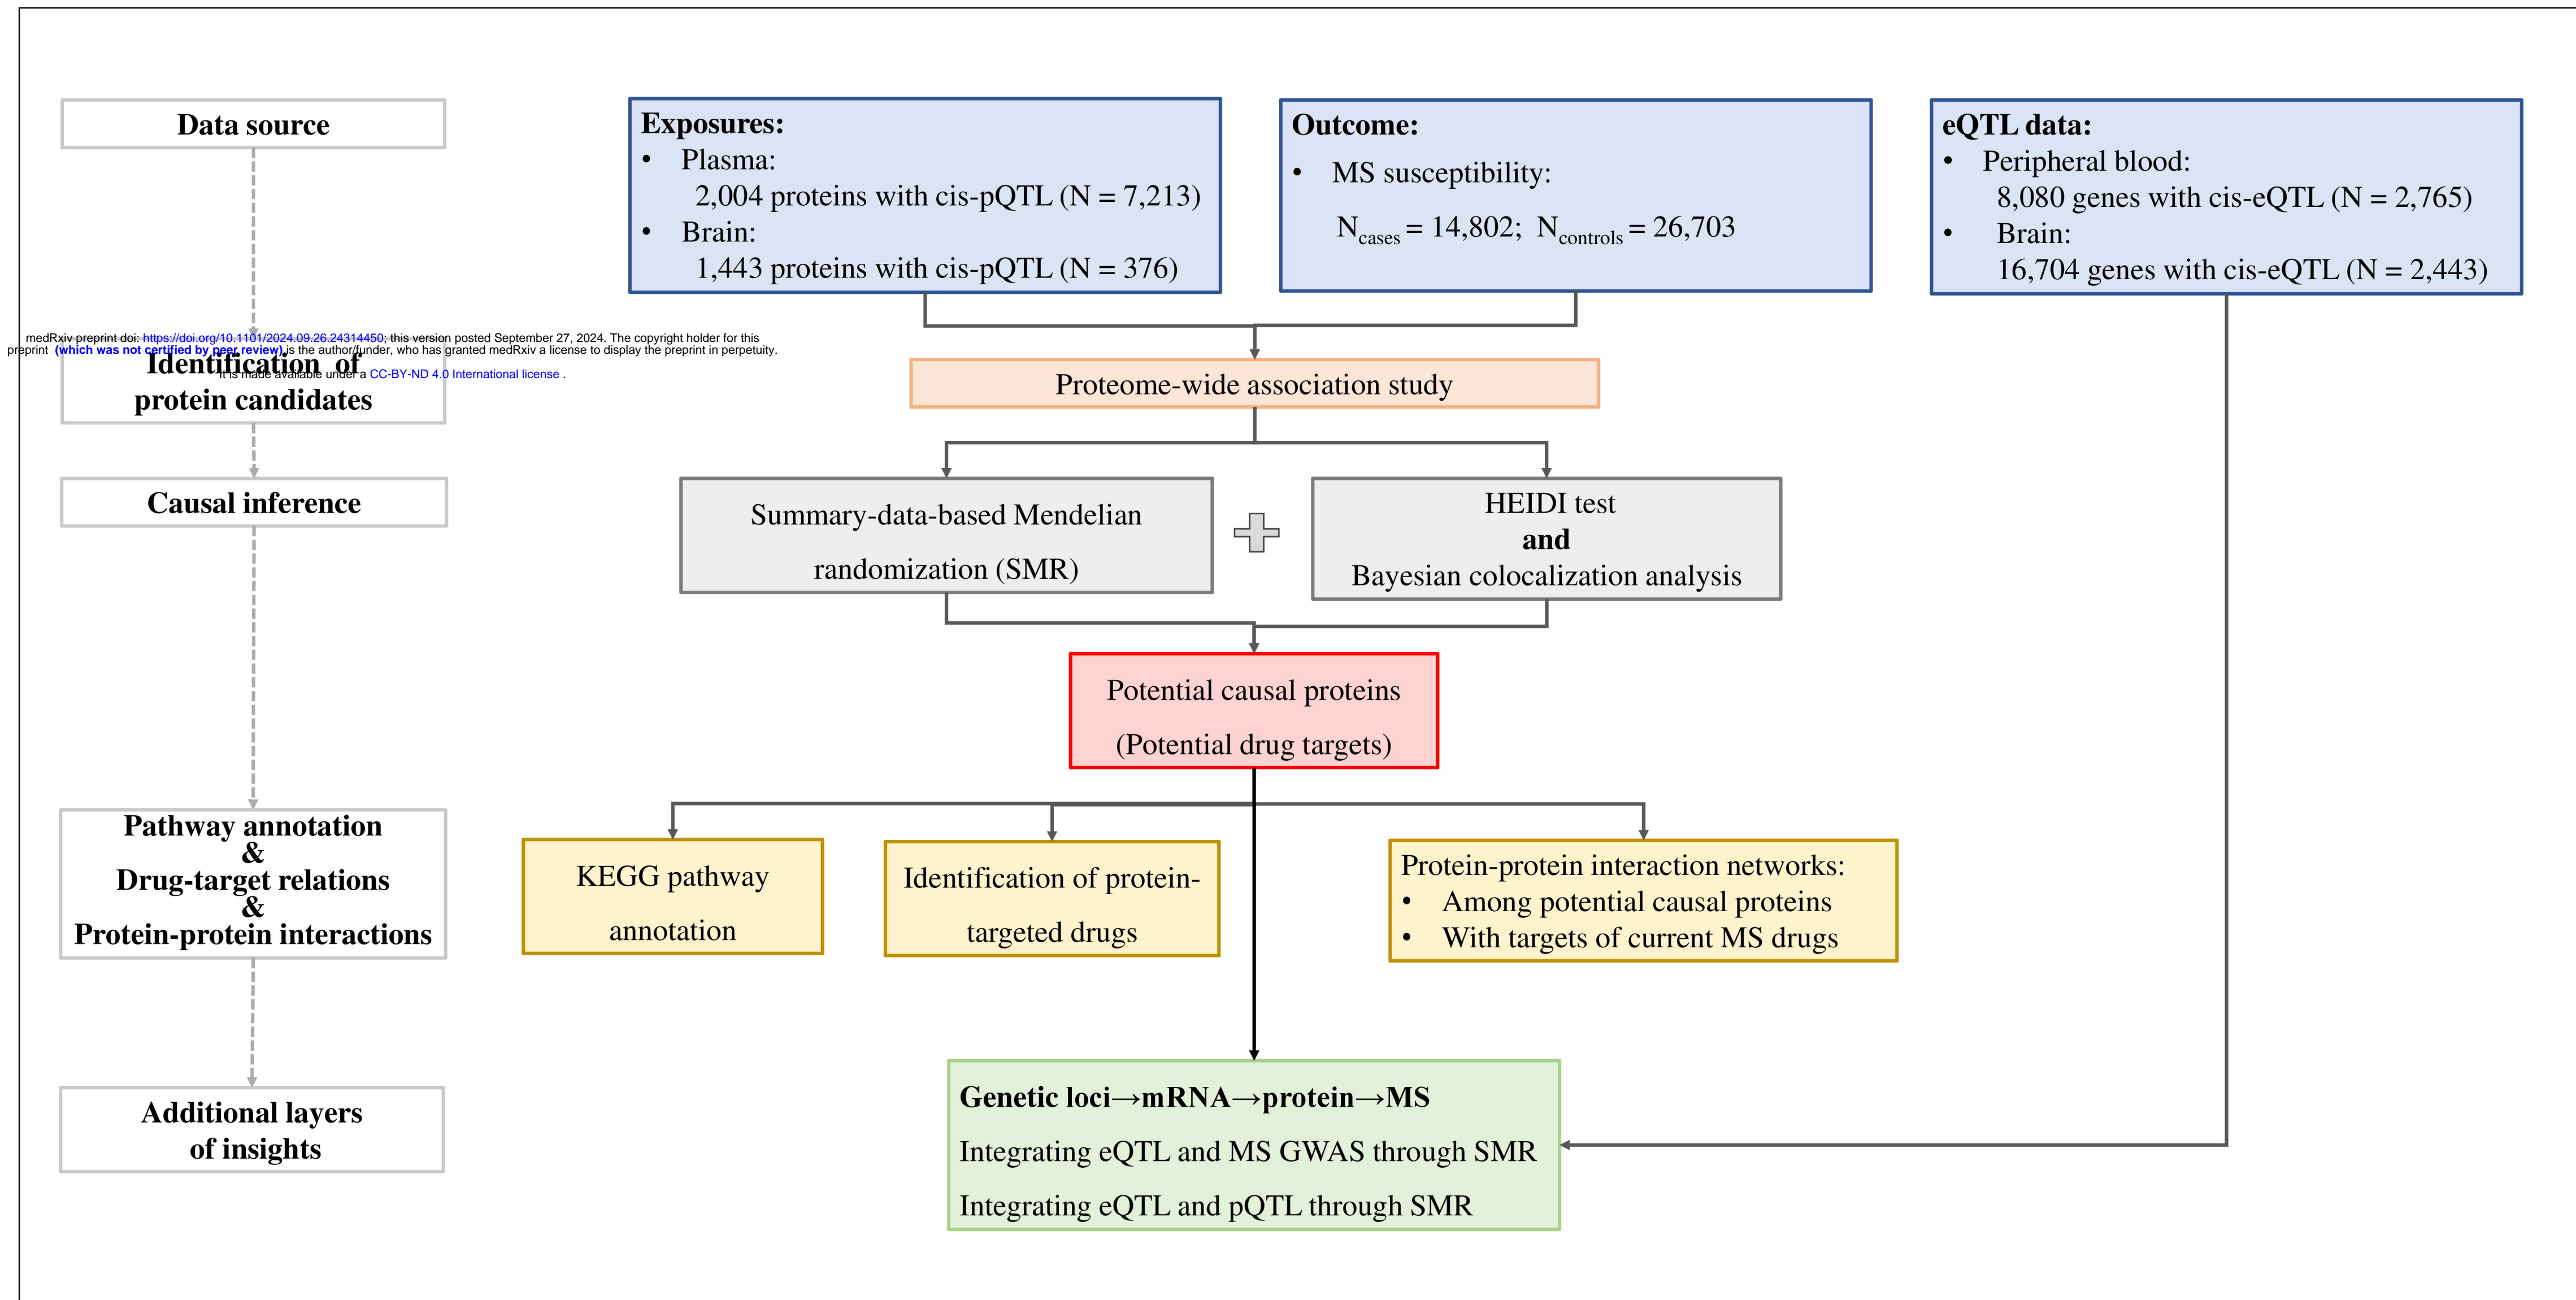 Data source
Exposures:
• Plasma:
2,004 proteins with cis-pQTL (N = 7,213)
• Brain:
1,443 proteins with cis-pQTL (N = 376)
Outcome:
• MS susceptibility:
Ncases = 14,802; Ncontrols = 26,703
eQTL data:
• Peripheral blood:
8,080 genes with cis-eQTL (N = 2,765)
• Brain:
16,704 genes with cis-eQTL (N = 2,443)
medRxiv preprint doi: https://doi.org/10.1101/2024.09.26.24314450; this version posted September 27, 2024. The copyright holder for this
preprint (which was not certified by peer review) is the author/funder, who has granted medRxiv a license to display the preprint in perpetuity.
It is made available under a CC-BY-ND 4.0 International license .
Identification of
protein candidates
Proteome-wide association study
Causal inference
Summary-data-based Mendelian
randomization (SMR)
HEIDI test
and
Bayesian colocalization analysis
Potential causal proteins
(Potential drug targets)
Pathway annotation
&
Drug-target relations
&
Protein-protein interactions
KEGG pathway
annotation
Identification of protein-
targeted drugs
Protein-protein interaction networks:
• Among potential causal proteins
• With targets of current MS drugs
Additional layers
of insights
Genetic loci→mRNA→protein→MS
Integrating eQTL and MS GWAS through SMR
Integrating eQTL and pQTL through SMR